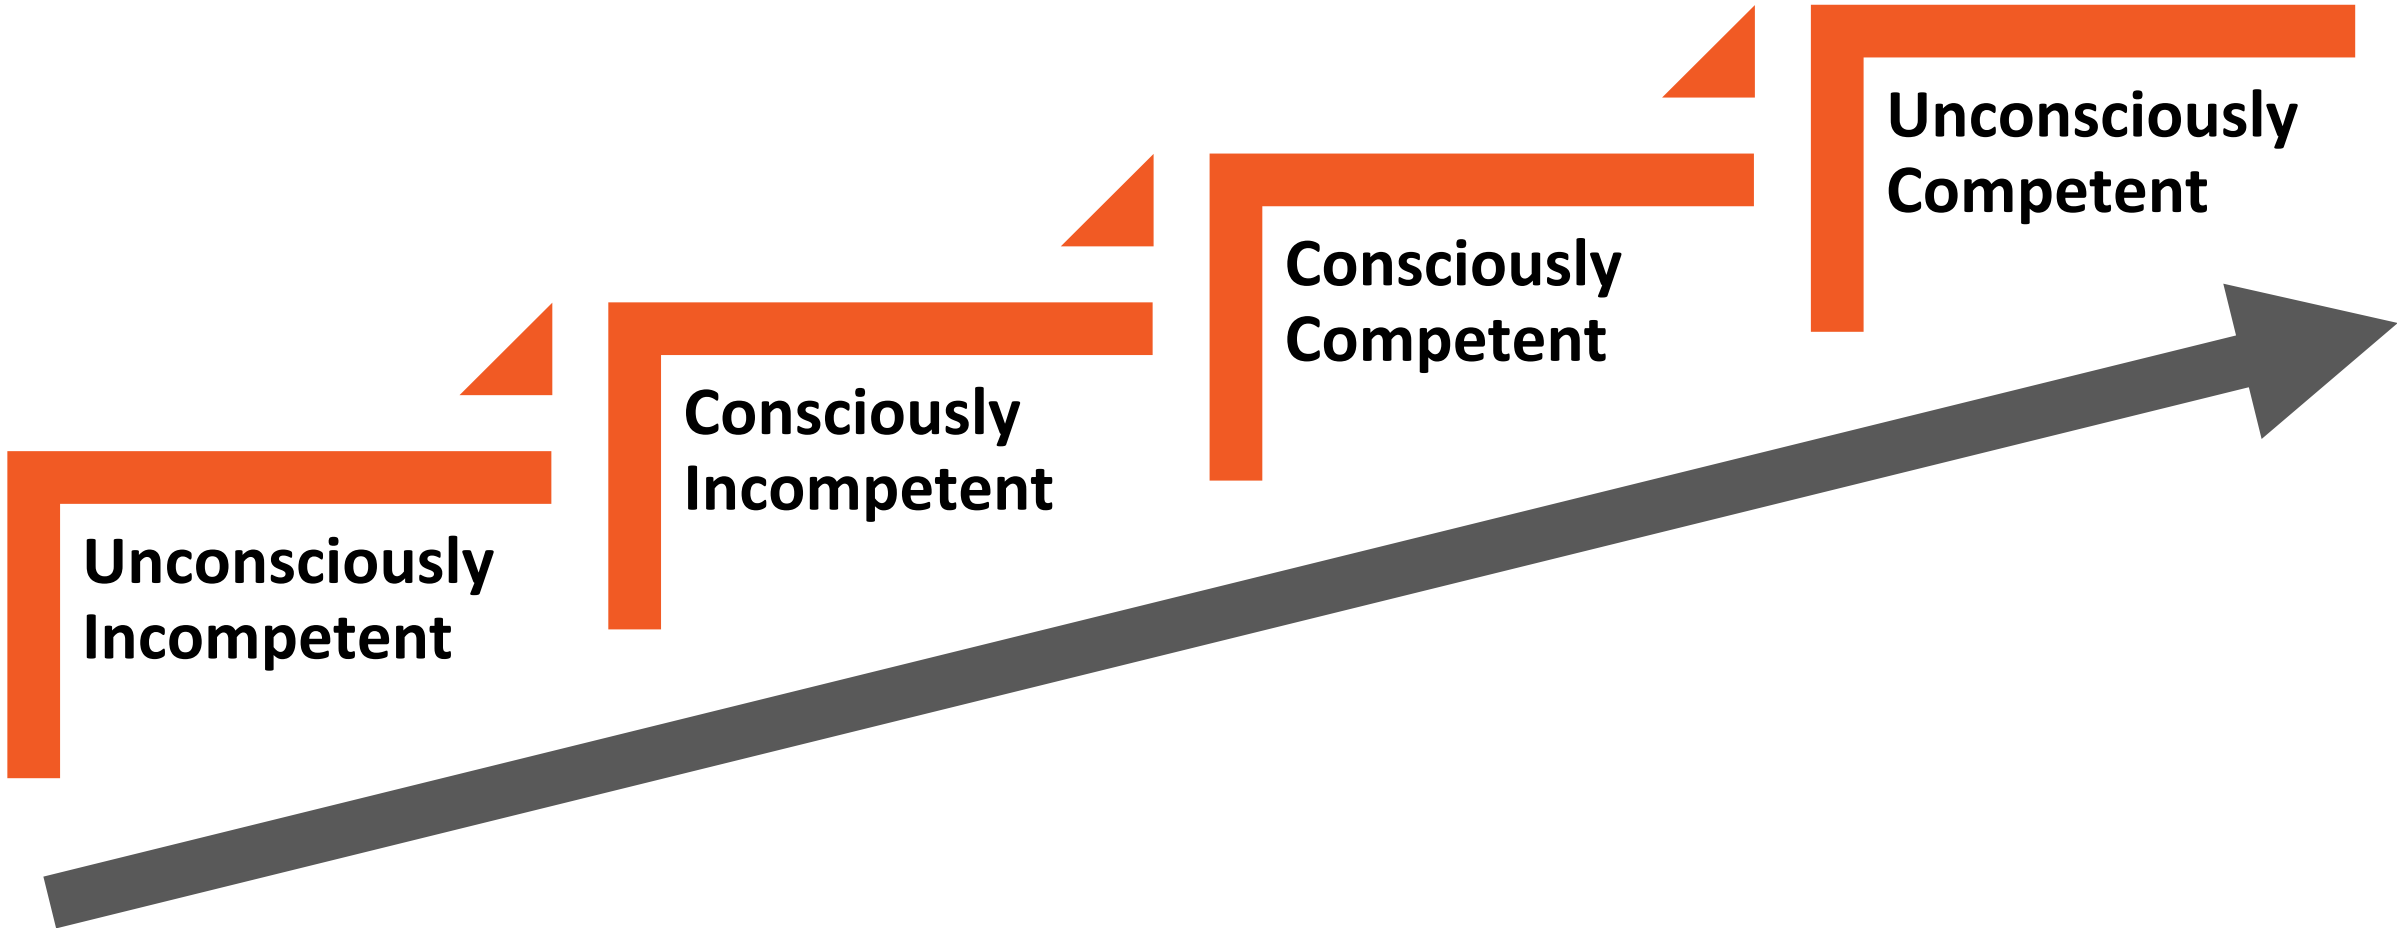 Unconsciously
Incompetent
Consciously
Incompetent
Consciously
Competent
Unconsciously
Competent